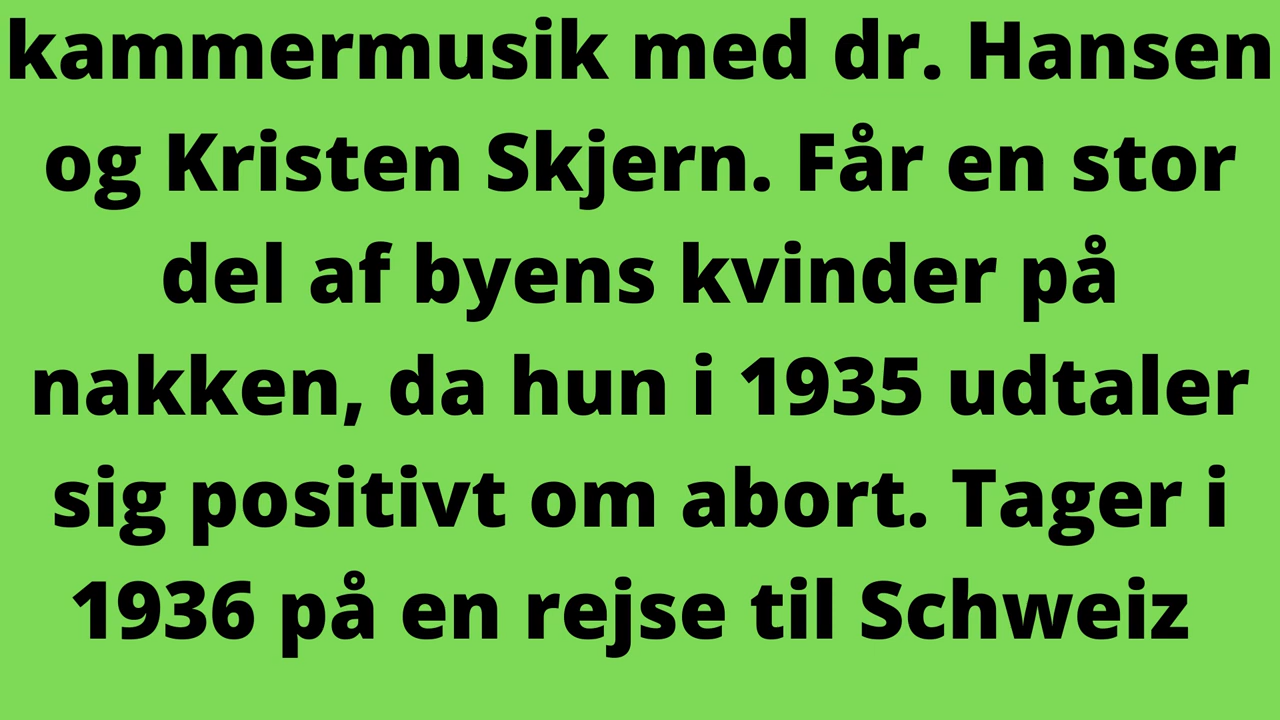 kammermusik med dr. Hansen
og Kristen Skjern. Får en stor
del af byens kvinder på
nakken, da hun i 1935 udtaler
sig positivt om abort. Tager i
1936 på en rejse til Schweiz